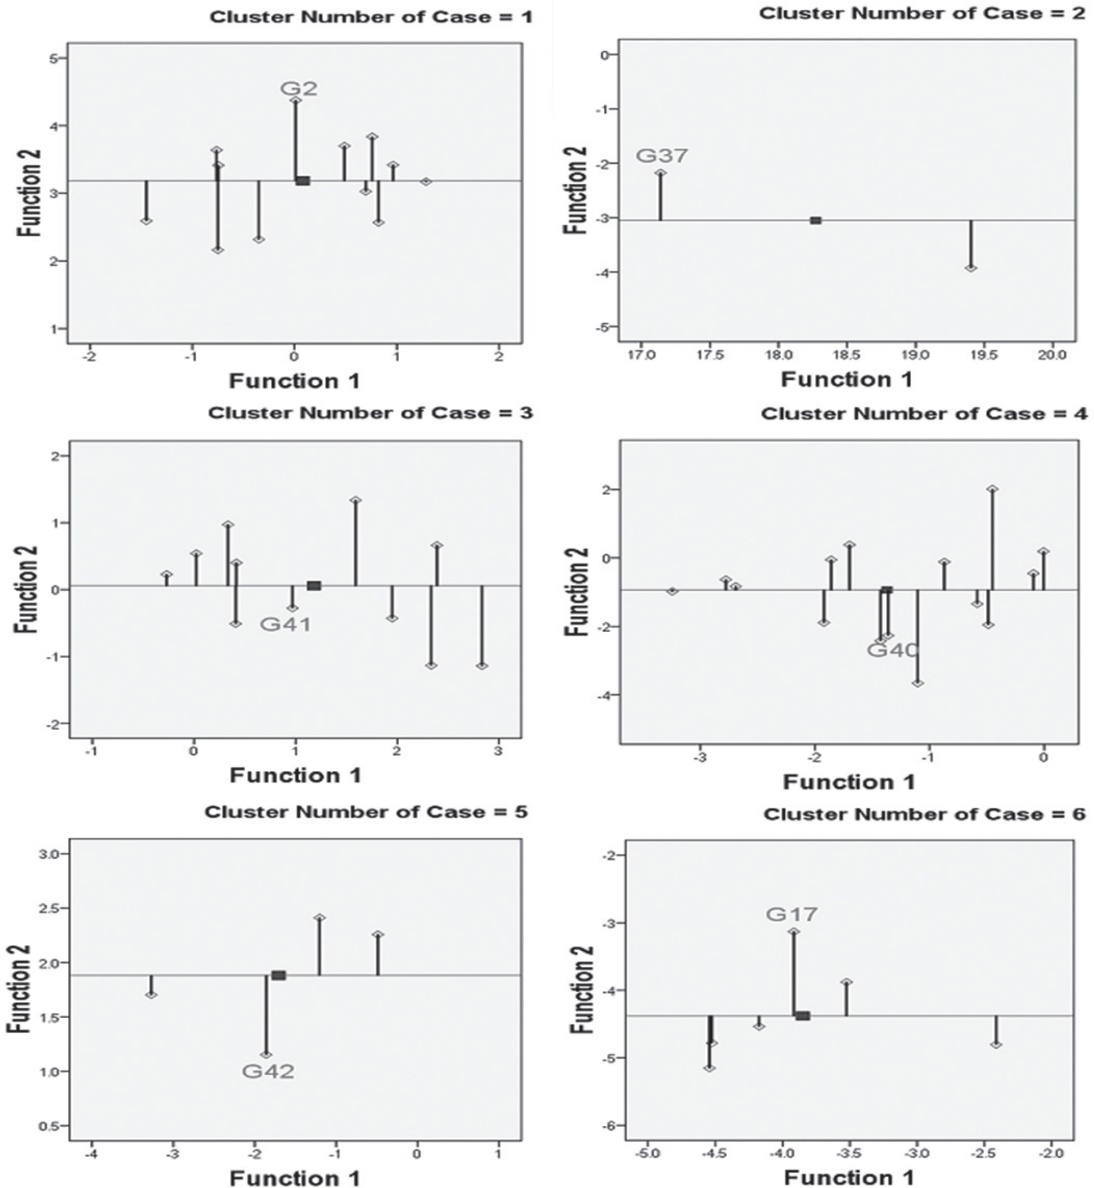 Cluster Number of Case = 1
5
4
3
2
1
Function 2
G2
-2 -1 0 1 2
Function 1
Cluster Number of Case = 2
0
-1
-2
-3
-4
-5
Function 2
G37
17.0 17.5 18.0 18.5 19.0 19.5 20.0
Function 1
Cluster Number of Case = 3
2
1
0
-1
-2
Function 2
G41
-1 0 1 2 3
Function 1
Cluster Number of Case = 4
2
0
-2
-4
Function 2
G40
-3 -2 -1 0
Function 1
Cluster Number of Case = 5
3.0
2.5
2.0
1.5
1.0
0.5
Function 2
G42
-4 -3 -2 -1 0 1
Function 1
Cluster Number of Case = 6
-2
-3
-4
-5
-6
Function 2
G17
-5.0 -4.5 -4.0 -3.5 -3.0 -2.5 -2.0
Function 1